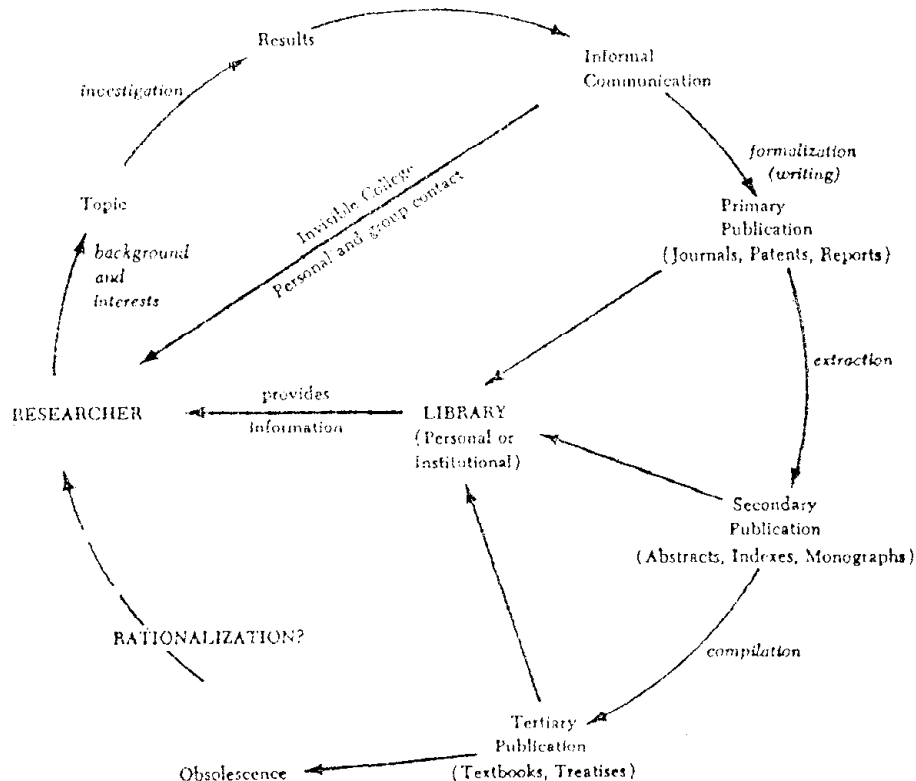 Results
Informal
Communication
investigation
formalization
(writing)
Invisible College
Personal and group contact
Topic
Primary
Publication
(Journals, Patents, Reports)
background
and
interests
extraction
provides
RESEARCHER
LIBRARY
information
(Personal or
Institutional)
Secondary
Publication
(Abstracts, Indexes, Monographs)
RATIONALIZATION?
compilation
Tertiary
Publication
(Textbooks, Treatises)
Obsolescence